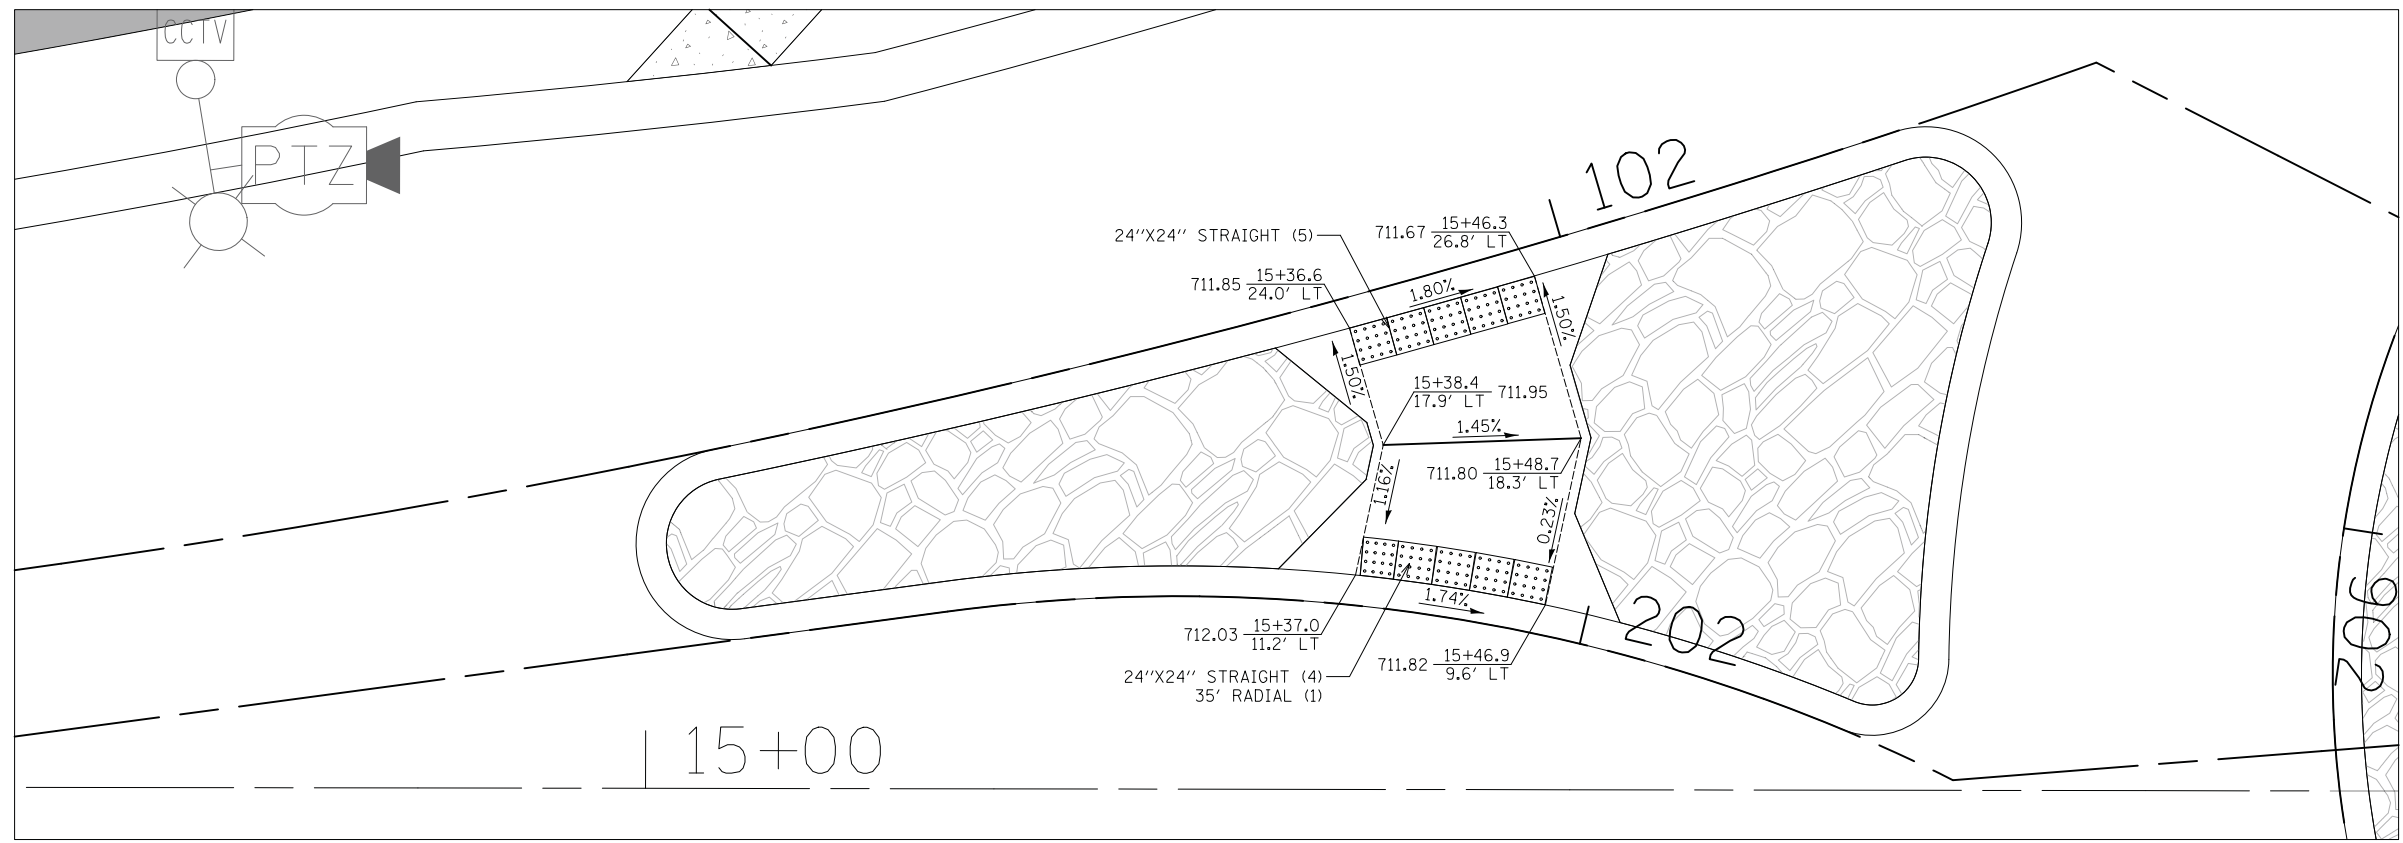 CCTV
PTZ
102
24"X24" STRAIGHT (5)
711.67 15+46.3
26.8' LT
711.85 15+36.6
24.0' LT
1.80%
1.50%
1.50%
15+38.4 711.95
17.9' LT
1.45%
711.80 15+48.7
18.3' LT
1.16%
0.23%
1.74%
202
206
712.03 15+37.0
11.2' LT
711.82 15+46.9
9.6' LT
24"X24" STRAIGHT (4)
35' RADIAL (1)
15+00